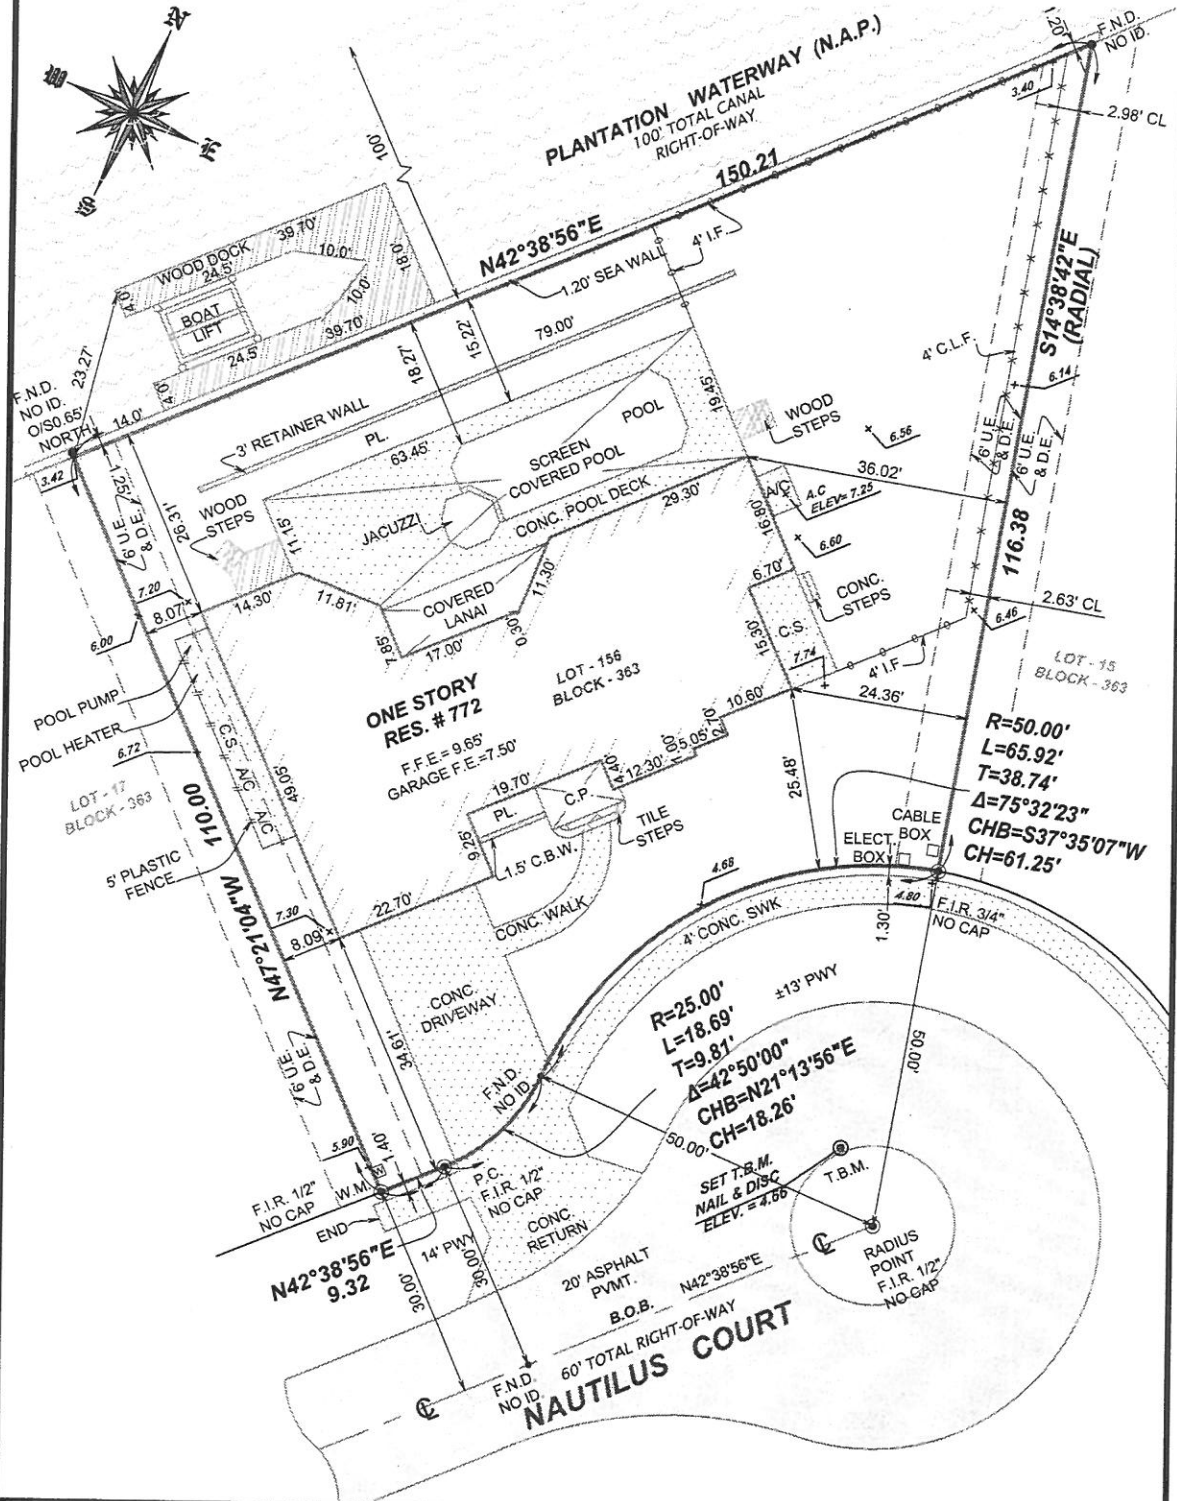 N
W
E
S
PLANTATION WATERWAY (N.A.P.)
100' TOTAL CANAL
RIGHT-OF-WAY
150.21
N42°38'56"E
100'
1.20'
F.N.D.
NO ID.
3.40
2.98' CL
S14°38'42"E
(RADIAL)
WOOD DOCK
39.70'
24.5'
10.0'
18.0'
4.0'
BOAT
LIFT
10.0'
39.70'
24.5'
4.0'
23.27'
F.N.D.
NO ID.
O/S0.65'
NORTH
14.0'
3.42
1.25'
4' I.F.
1.20' SEA WALL
79.00'
15.22'
18.27'
3' RETAINER WALL
PL.
63.45'
POOL
SCREEN
COVERED POOL
19.45'
WOOD
STEPS
4' C.L.F.
6.14
6.56
36.02'
6' U.E.
& D.E.
6' U.E.
& D.E.
116.38
6' U.E.
& D.E.
26.31'
WOOD
STEPS
11.15'
JACUZZI
CONC. POOL DECK
29.30'
A/C
A.C
ELEV= 7.25
16.80'
6.60
7.20
8.07'
14.30'
11.81'
COVERED
LANAI
11.30'
7.85'
17.00'
0.30'
6.70'
CONC.
STEPS
C.S.
15.30'
7.74
4' I.F
2.63' CL
6.46
6.00
POOL PUMP
POOL HEATER
6.72
C.S
A/C
A/C
49.05'
LOT - 17
BLOCK - 363
110.00
5' PLASTIC
FENCE
ONE STORY
RES. # 772
F.F.E.= 9.65'
GARAGE F.E.=7.50'
LOT - 156
BLOCK - 363
LOT - 15
BLOCK - 363
10.60'
24.36'
2.70'
5.05'
1.00'
12.30'
4.40'
19.70'
C.P.
PL.
9.25'
1.5' C.B.W.
TILE
STEPS
25.48'
R=50.00'
L=65.92'
T=38.74'
Δ=75°32'23"
CHB=S37°35'07"W
CH=61.25'
CABLE
BOX
ELECT.
BOX
4.68
4.80
F.I.R. 3/4"
NO CAP
1.30'
4' CONC. SWK
±13' PWY
22.70'
CONC. WALK
7.30
8.09'
N47°21'04"W
CONC.
DRIVEWAY
34.61'
6' U.E.
& D.E.
F.N.D.
NO ID.
R=25.00'
L=18.69'
T=9.81'
Δ=42°50'00"
CHB=N21°13'56"E
CH=18.26'
50.00'
50.00'
5.90
1.40'
W
W.M.
F.I.R. 1/2"
NO CAP
P.C.
F.I.R. 1/2"
NO CAP
END
N42°38'56"E
9.32
14' PWY
30.00'
30.00'
CONC.
RETURN
SET T.B.M.
NAIL & DISC
T.B.M.
RADIUS
POINT
F.I.R. 1/2"
NO CAP
20' ASPHALT
PVMT.
B.O.B.
N42°38'56"E
60' TOTAL RIGHT-OF-WAY
NAUTILUS COURT
F.N.D.
NO ID.